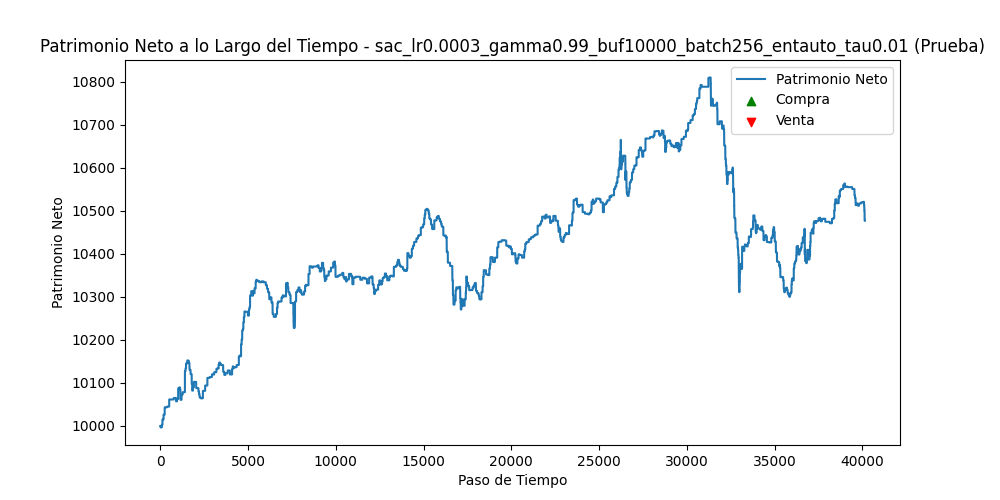 Patrimonio Neto a lo Largo del Tiempo - sac_lr0.0003_gamma0.99_buf10000_batch256_entauto_tau0.01 (Prueba)
Patrimonio Neto
Compra
Venta
10800
10700
10600
10500
10400
10300
10200
10100
10000
Patrimonio Neto
0 5000 10000 15000 20000 25000 30000 35000 40000
Paso de Tiempo